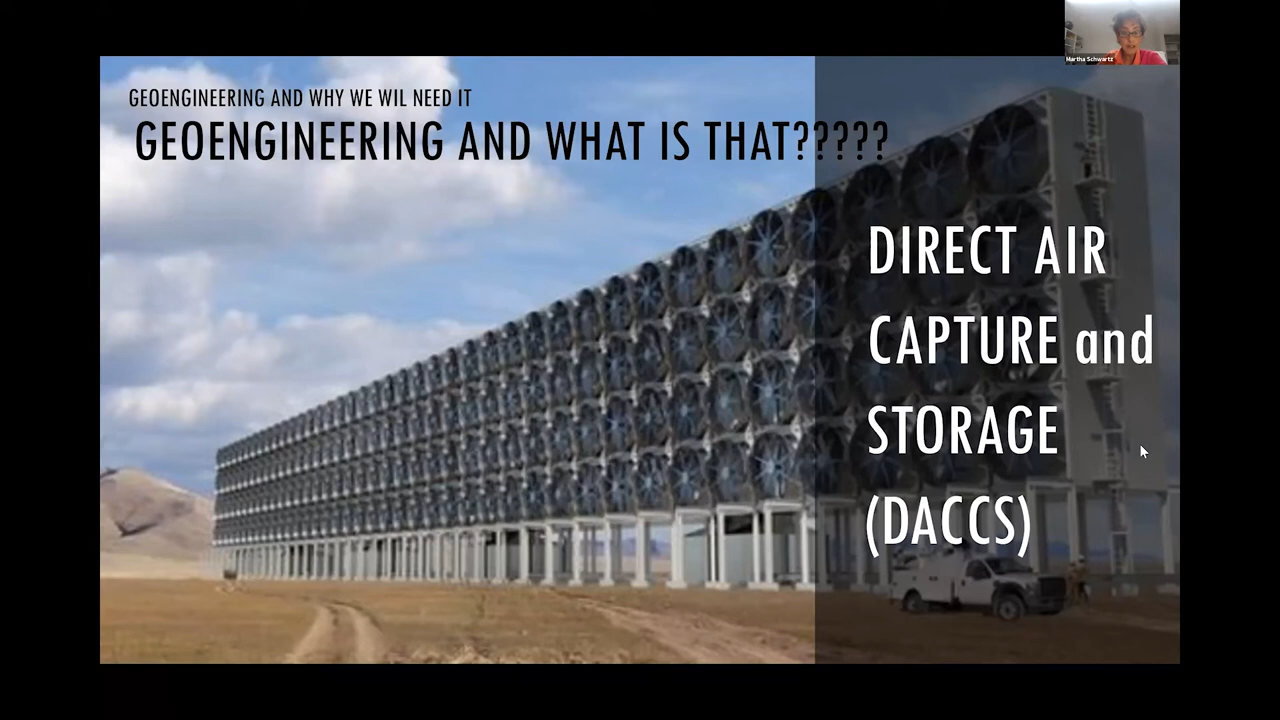 Martha Schwartz
GEOENGINEERING AND WHY WE WIL NEED IT
GEOENGINEERING AND WHAT IS THAT?????
DIRECT AIR
CAPTURE and
STORAGE
(DACCS)